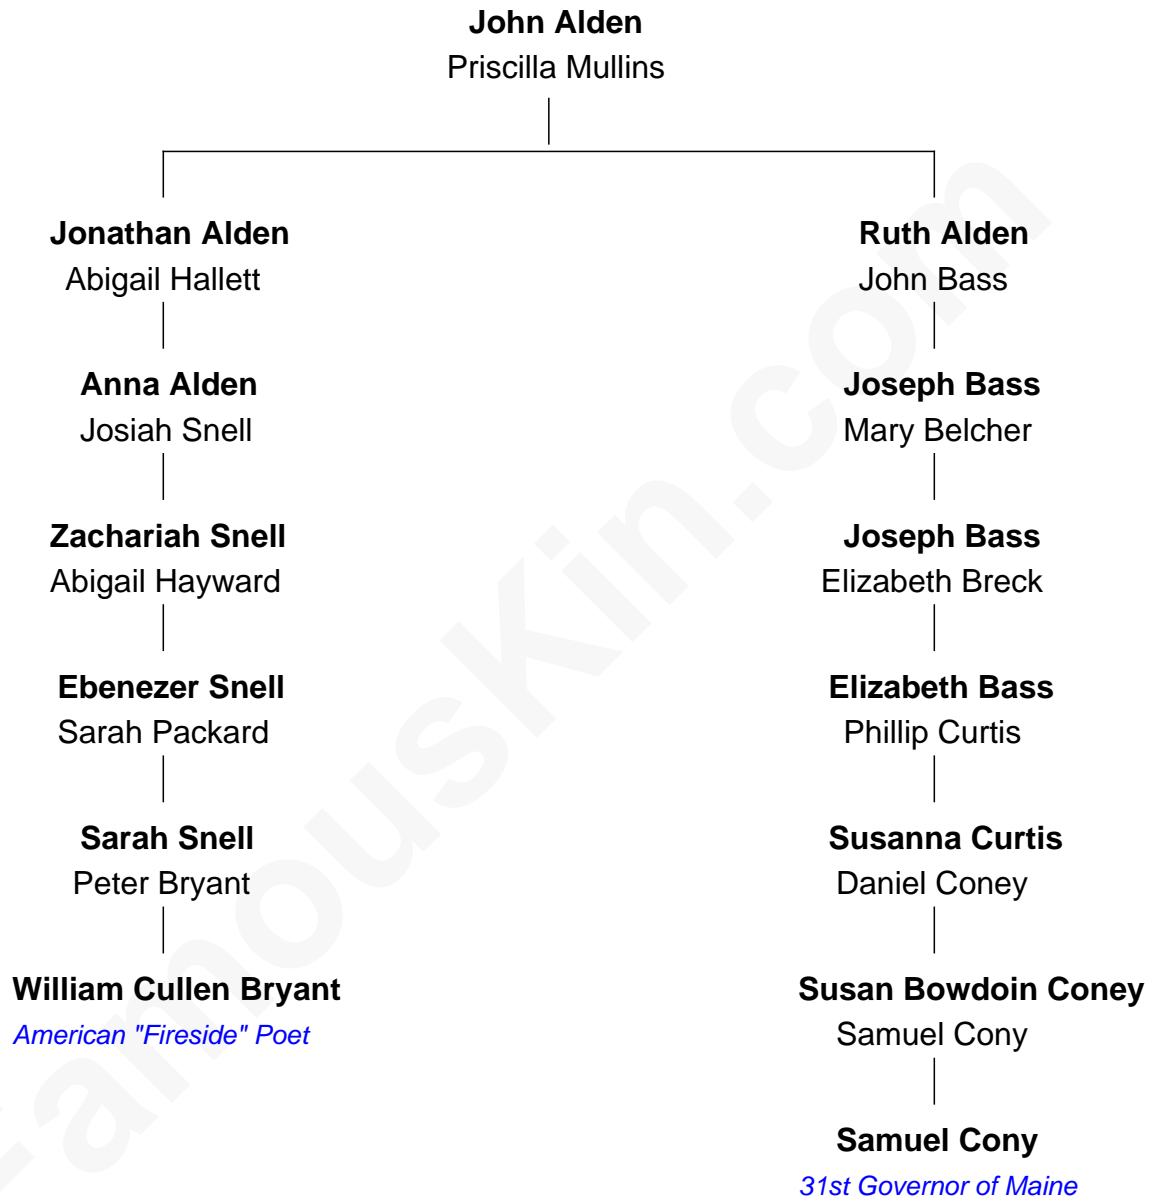 John Alden
Priscilla Mullins
Jonathan Alden
Abigail Hallett
Ruth Alden
John Bass
Anna Alden
Josiah Snell
Joseph Bass
Mary Belcher
Zachariah Snell
Abigail Hayward
Joseph Bass
Elizabeth Breck
Ebenezer Snell
Sarah Packard
Elizabeth Bass
Phillip Curtis
Sarah Snell
Peter Bryant
Susanna Curtis
Daniel Coney
William Cullen Bryant
American "Fireside" Poet
Susan Bowdoin Coney
Samuel Cony
Samuel Cony
31st Governor of Maine
FamousKin.com